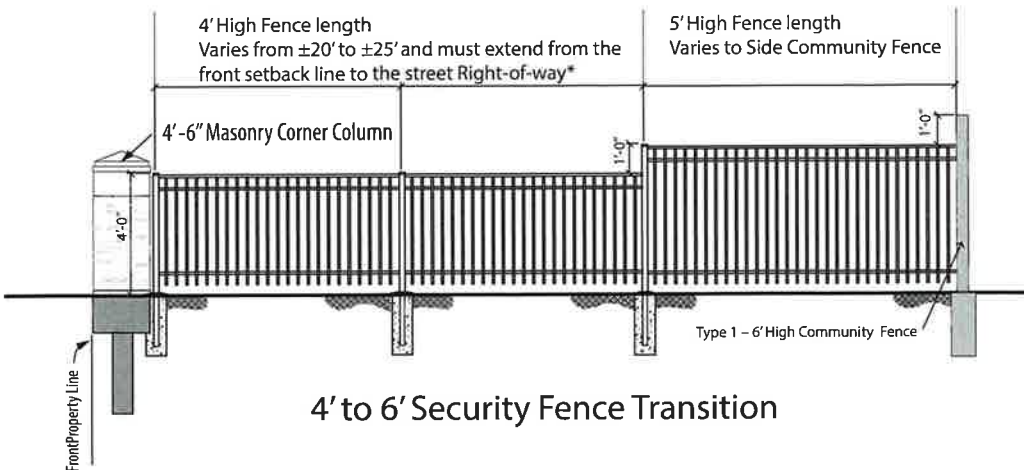 4' High Fence length
Varies from ±20' to ±25' and must extend from the
front setback line to the street Right-of-way*
5' High Fence length
Varies to Side Community Fence
4'-6" Masonry Corner Column
1'-0"
1'-0"
4'-0"
Type 1 – 6' High Community Fence
FrontProperty Line
4' to 6' Security Fence Transition